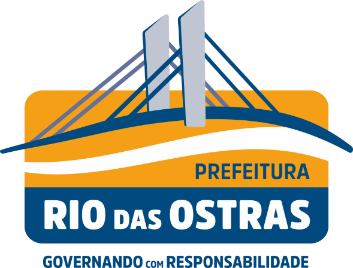 PREFEITURA
RIO DAS OSTRAS
GOVERNANDO COM RESPONSABILIDADE